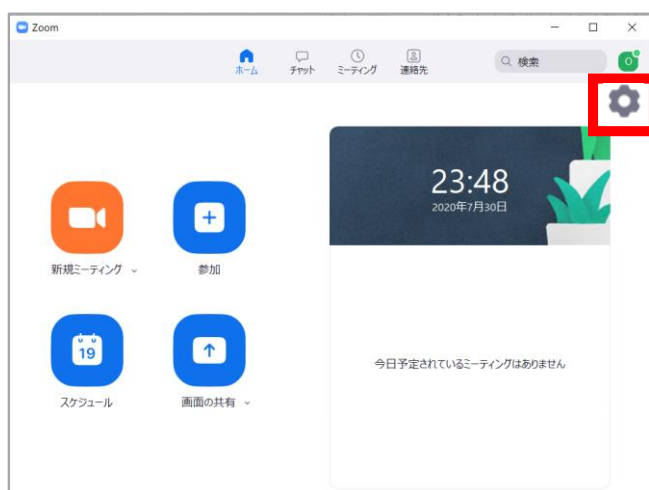 Zoom
ホーム
チャット
ミーティング
連絡先
検索
O
23:48
2020年7月30日
新規ミーティング
参加
19
スケジュール
画面の共有
今日予定されているミーティングはありません